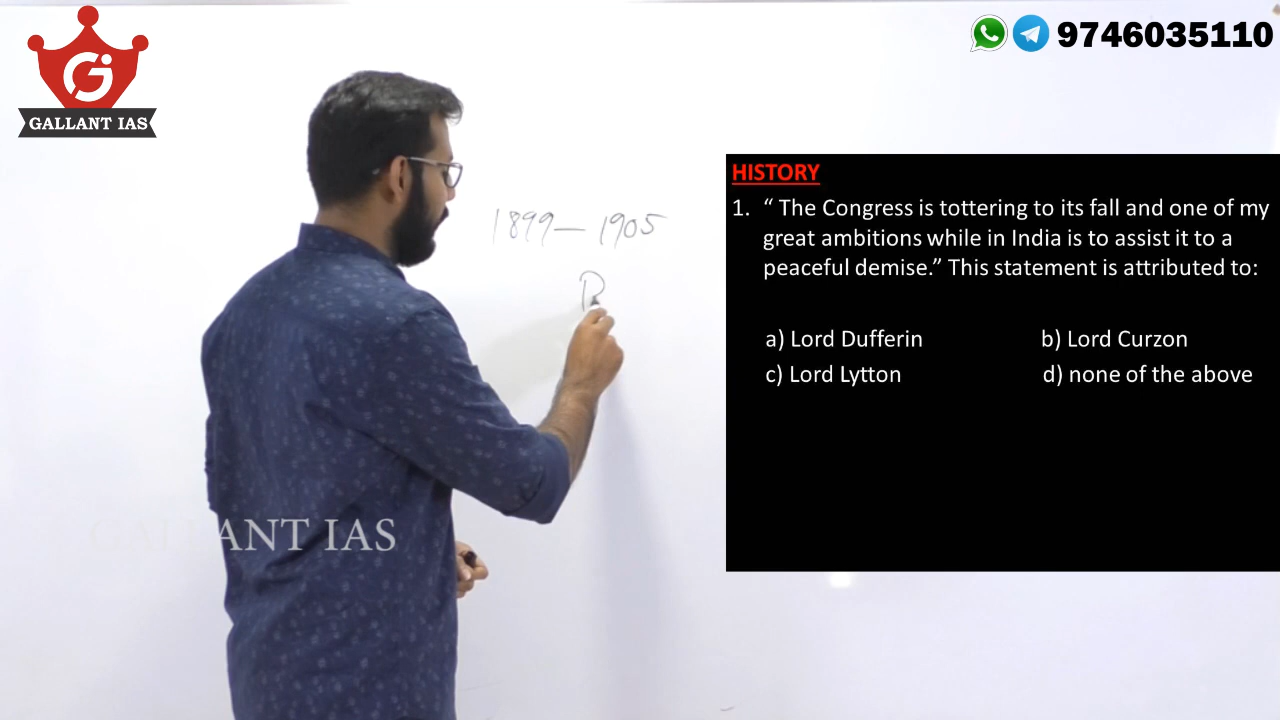 GALLANT IAS
9746035110
1899 – 1905
HISTORY
1. “ The Congress is tottering to its fall and one of my
great ambitions while in India is to assist it to a
peaceful demise.” This statement is attributed to:
a) Lord Dufferin b) Lord Curzon
c) Lord Lytton d) none of the above
GALLANT IAS